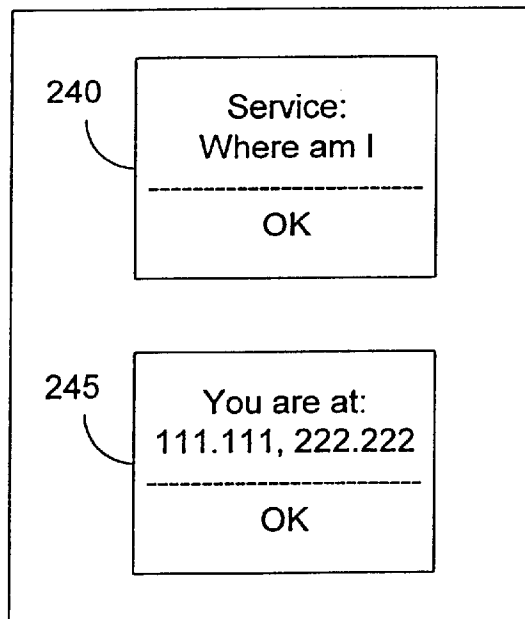 240
Service:
Where am I
OK
245
You are at:
111.111, 222.222
OK